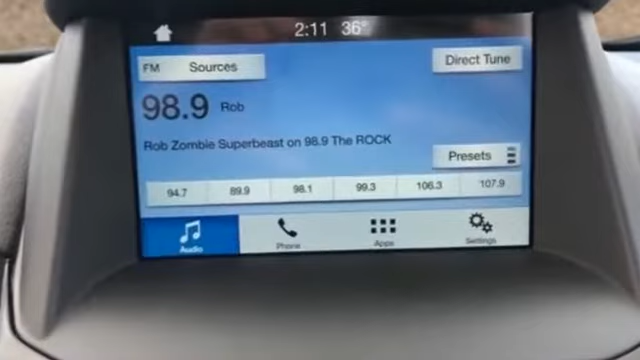 2:11 36°
FM Sources
Direct Tune
98.9 Rob
Rob Zombie Superbeast on 98.9 The ROCK
Presets
94.7 89.9 98.1 99.3 106.3 107.9
Audio Phone Apps Settings